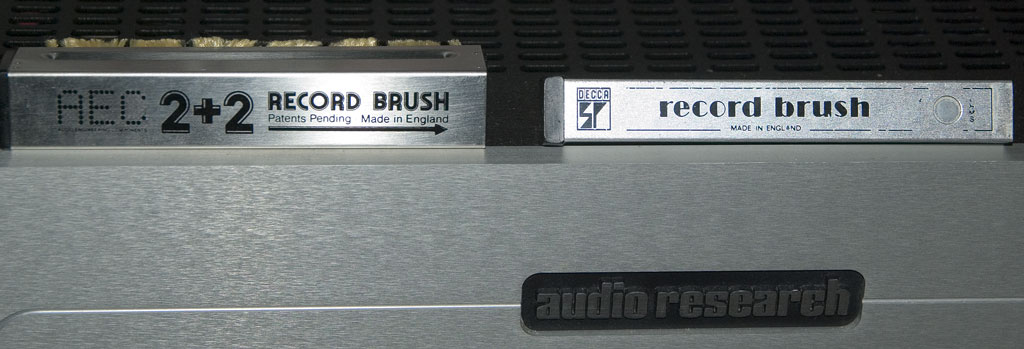 AEC
2+2
RECORD BRUSH
Patents Pending Made in England
DECCA
record brush
MADE IN ENGLAND
audio research